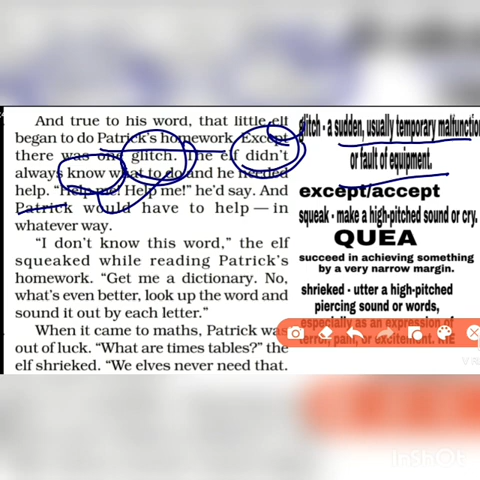 And true to his word, that little elf
began to do Patrick's homework. Except
there was one glitch. The elf didn't
always know what to do and he needed
help. "Help me! Help me!" he'd say. And
Patrick would have to help — in
whatever way.
"I don't know this word," the elf
squeaked while reading Patrick's
homework. "Get me a dictionary. No,
what's even better, look up the word and
sound it out by each letter."
When it came to maths, Patrick was
out of luck. "What are times tables?" the
elf shrieked. "We elves never need that.
glitch - a sudden, usually temporary malfunction
or fault of equipment.
except/accept
squeak - make a high-pitched sound or cry.
QUEA
succeed in achieving something
by a very narrow margin.
shrieked - utter a high-pitched
piercing sound or words,
especially as an expression of
terror, pain, or excitement.
InShOt